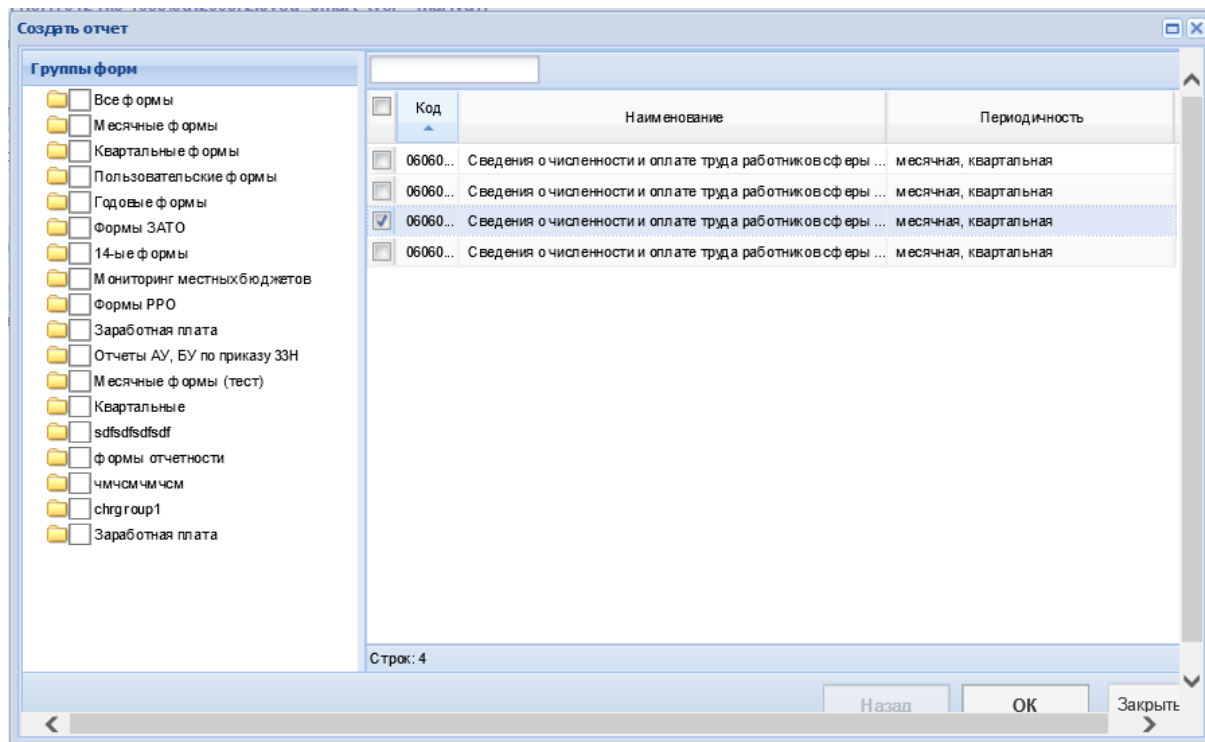 Создать отчет
Группы форм
Все формы
Месячные формы
Квартальные формы
Пользовательские формы
Годовые формы
Формы ЗАТО
14-ые формы
Мониторинг местных бюджетов
Формы РРО
Заработная плата
Отчеты АУ, БУ по приказу 33Н
Месячные формы (тест)
Квартальные
sdfsdfsdfsdf
формы отчетности
чмчсмчмчсм
chrgroup1
Заработная плата
Код Наименование Периодичность
06060... Сведения о численности и оплате труда работников сферы ... месячная, квартальная
06060... Сведения о численности и оплате труда работников сферы ... месячная, квартальная
06060... Сведения о численности и оплате труда работников сферы ... месячная, квартальная
06060... Сведения о численности и оплате труда работников сферы ... месячная, квартальная
Строк: 4
Назад ОК Закрыть